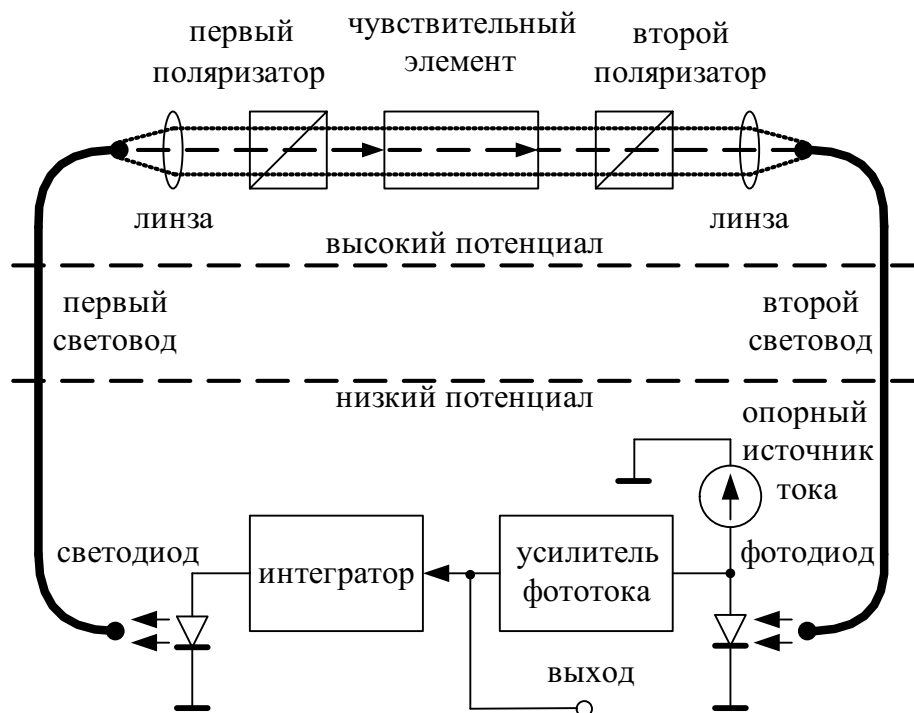 первый
поляризатор
чувствительный
элемент
второй
поляризатор
линза
линза
высокий потенциал
первый
световод
второй
световод
низкий потенциал
опорный
источник
тока
светодиод
интегратор
усилитель
фототока
фотодиод
выход